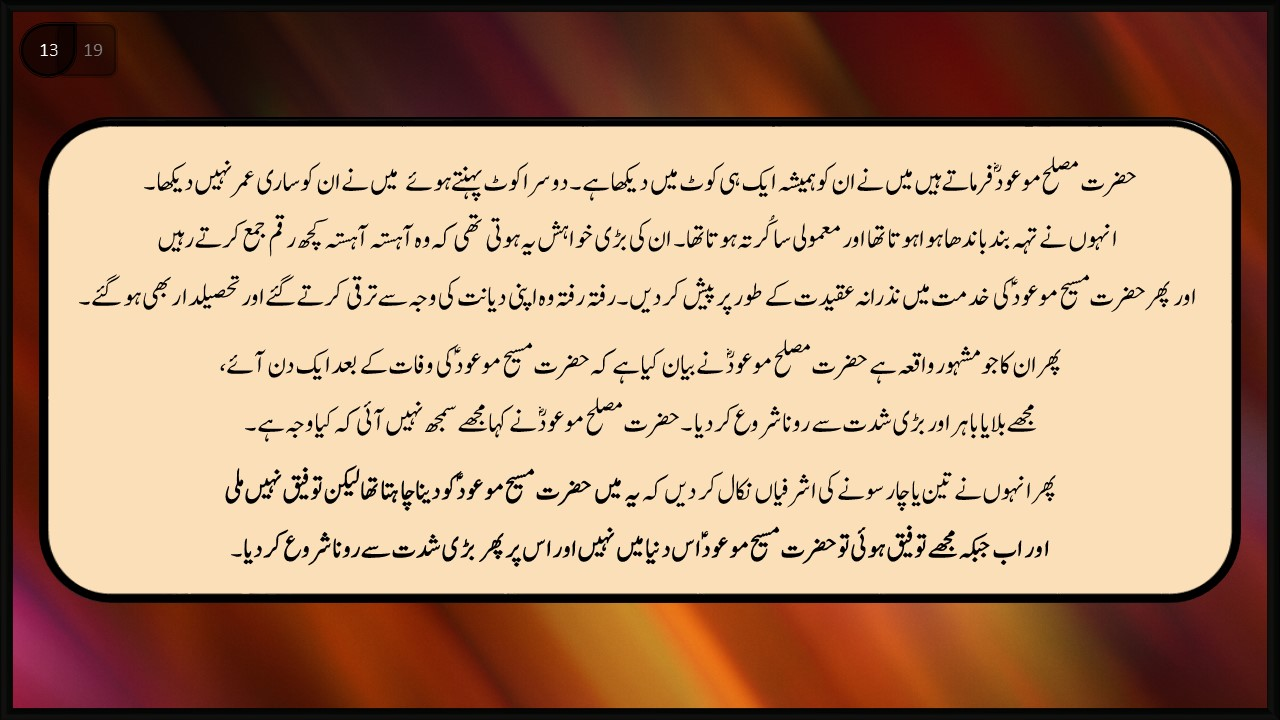 13 19
حضرت مصلح موعودؓ فرماتے ہیں میں نے ان کو ہمیشہ ایک ہی کوٹ میں دیکھا ہے۔ دوسرا کوٹ پہنتے ہوئے میں نے ان کو ساری عمر نہیں دیکھا۔
انہوں نے تہہ بند باندھا ہوا ہوتا تھا اور معمولی سا کُرتہ ہوتا تھا۔ ان کی بڑی خواہش یہ ہوتی تھی کہ وہ آہستہ آہستہ کچھ رقم جمع کرتے رہیں
اور پھر حضرت مسیح موعودؑ کی خدمت میں نذرانہ عقیدت کے طور پر پیش کر دیں۔ رفتہ رفتہ وہ اپنی دیانت کی وجہ سے ترقی کرتے گئے اور تحصیلدار بھی ہو گئے۔
پھر ان کا جو مشہور واقعہ ہے حضرت مصلح موعودؓ نے بیان کیا ہے کہ حضرت مسیح موعودؑ کی وفات کے بعد ایک دن آئے،
مجھے بلایا باہر اور بڑی شدت سے رونا شروع کر دیا۔ حضرت مصلح موعودؓ نے کہا مجھے سمجھ نہیں آئی کہ کیا وجہ ہے۔
پھر انہوں نے تین یا چار سونے کی اشرفیاں نکال کر دیں کہ یہ میں حضرت مسیح موعودؑ کو دینا چاہتا تھا لیکن توفیق نہیں ملی
اور اب جبکہ مجھے توفیق ہوئی تو حضرت مسیح موعودؑ اس دنیا میں نہیں اور اس پر پھر بڑی شدت سے رونا شروع کر دیا۔